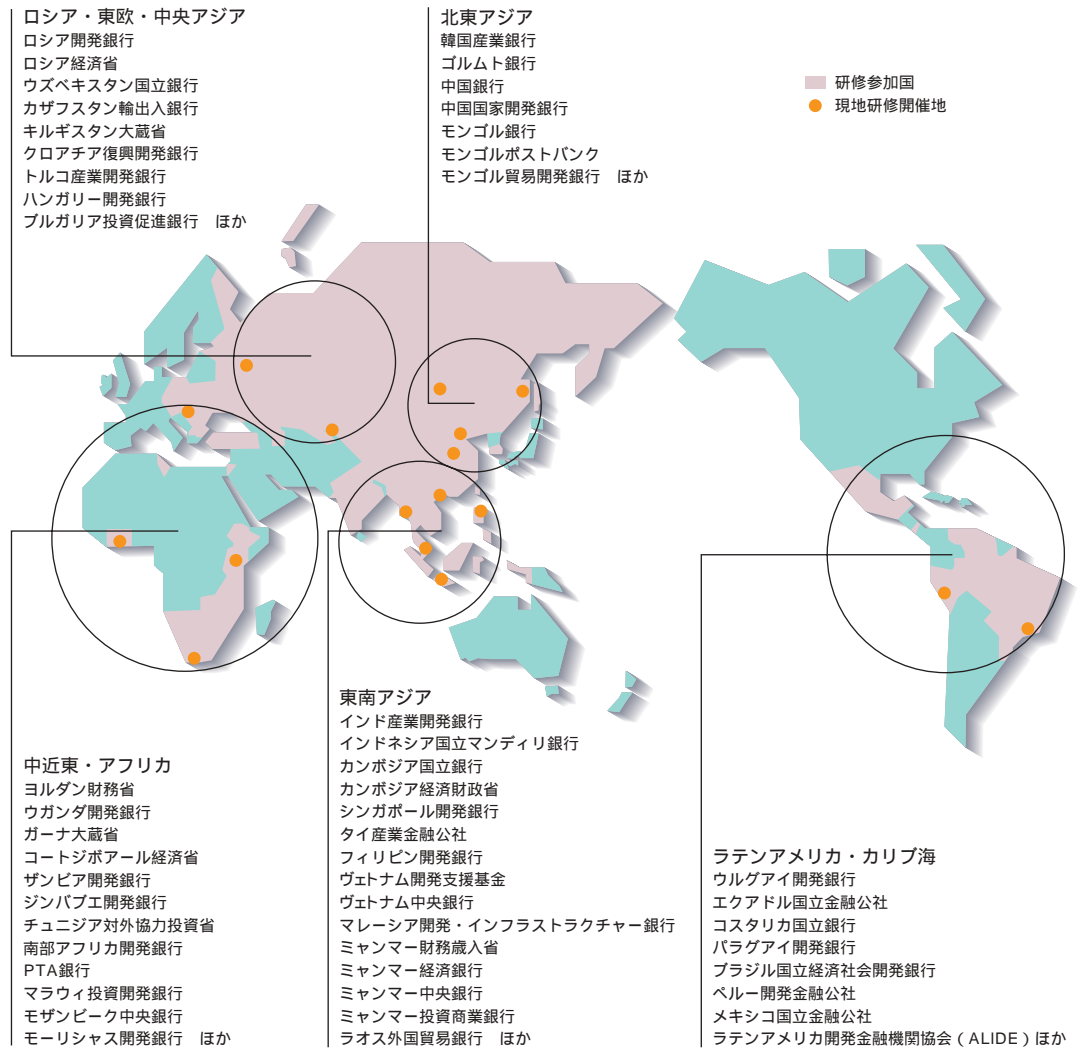 ロシア・東欧・中央アジア
ロシア開発銀行
ロシア経済省
ウズベキスタン国立銀行
カザフスタン輸出入銀行
キルギスタン大蔵省
クロアチア復興開発銀行
トルコ産業開発銀行
ハンガリー開発銀行
ブルガリア投資促進銀行　ほか
北東アジア
韓国産業銀行
ゴルムト銀行
中国銀行
中国国家開発銀行
モンゴル銀行
モンゴルポストバンク
モンゴル貿易開発銀行　ほか
研修参加国
現地研修開催地
中近東・アフリカ
ヨルダン財務省
ウガンダ開発銀行
ガーナ大蔵省
コートジボアール経済省
ザンビア開発銀行
ジンバブエ開発銀行
チュニジア対外協力投資省
南部アフリカ開発銀行
PTA銀行
マラウィ投資開発銀行
モザンビーク中央銀行
モーリシャス開発銀行　ほか
東南アジア
インド産業開発銀行
インドネシア国立マンディリ銀行
カンボジア国立銀行
カンボジア経済財政省
シンガポール開発銀行
タイ産業金融公社
フィリピン開発銀行
ヴェトナム開発支援基金
ヴェトナム中央銀行
マレーシア開発・インフラストラクチャー銀行
ミャンマー財務歳入省
ミャンマー経済銀行
ミャンマー中央銀行
ミャンマー投資商業銀行
ラオス外国貿易銀行　ほか
ラテンアメリカ・カリブ海
ウルグアイ開発銀行
エクアドル国立金融公社
コスタリカ国立銀行
パラグアイ開発銀行
ブラジル国立経済社会開発銀行
ペルー開発金融公社
メキシコ国立金融公社
ラテンアメリカ開発金融機関協会（ALIDE）ほか